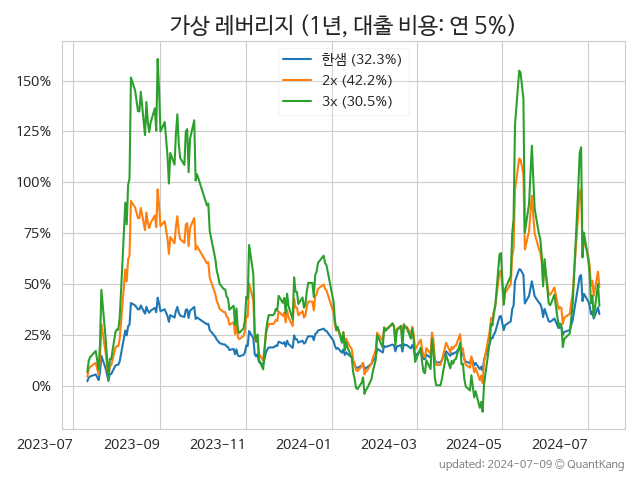 가상 레버리지 (1년, 대출 비용: 연 5%)
한샘 (32.3%)
2x (42.2%)
3x (30.5%)
150%
125%
100%
75%
50%
25%
0%
2023-07 2023-09 2023-11 2024-01 2024-03 2024-05 2024-07
updated: 2024-07-09 © QuantKang